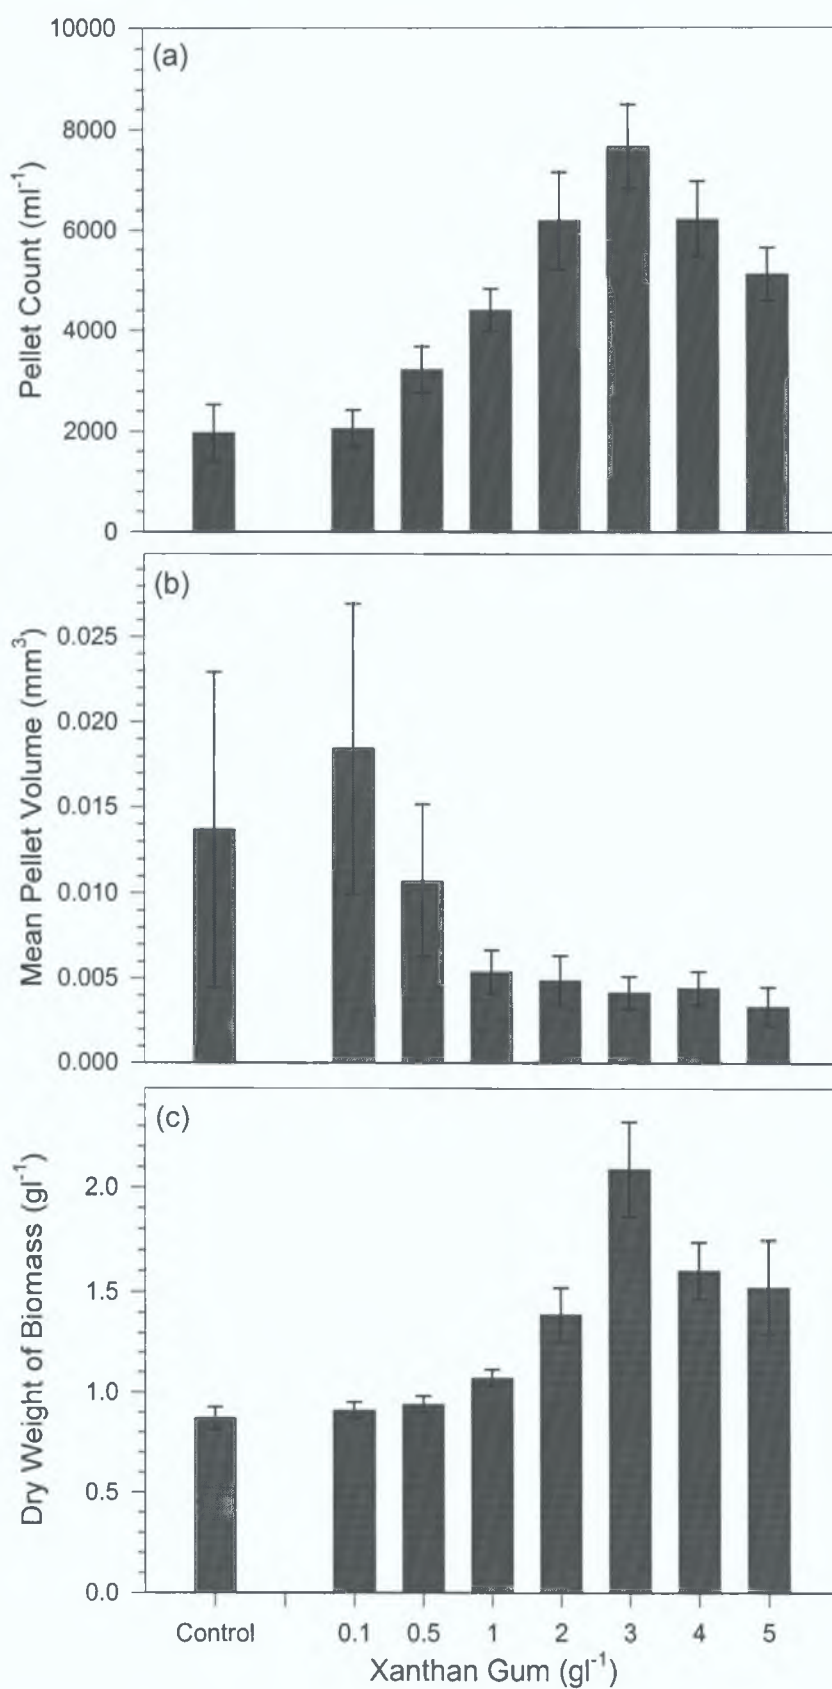 (a)
Pellet Count (ml⁻¹)
10000
8000
6000
4000
2000
0
(b)
Mean Pellet Volume (mm³)
0.025
0.020
0.015
0.010
0.005
0.000
(c)
Dry Weight of Biomass (gl⁻¹)
2.0
1.5
1.0
0.5
0.0
Control 0.1 0.5 1 2 3 4 5
Xanthan Gum (gl⁻¹)